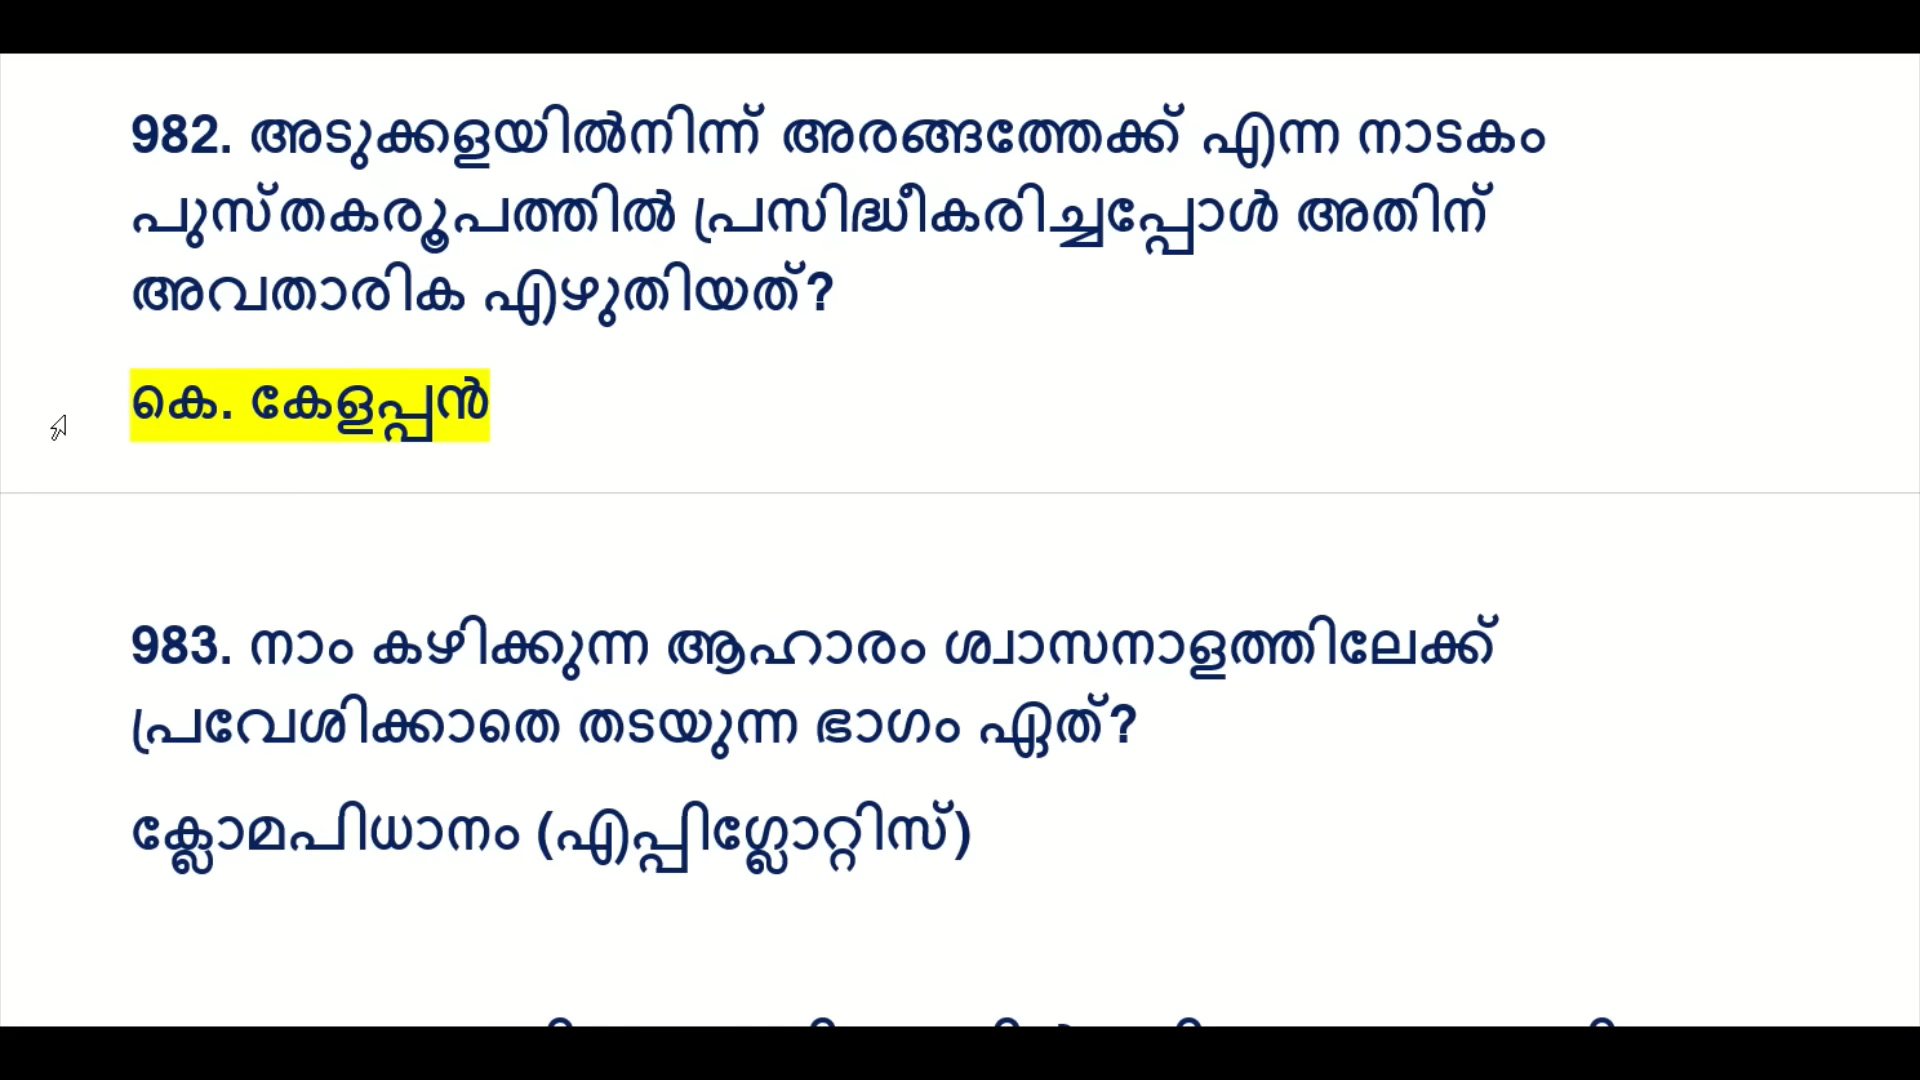 982. അടുക്കളയിൽനിന്ന് അരങ്ങത്തേക്ക് എന്ന നാടകം
പുസ്തകരൂപത്തിൽ പ്രസിദ്ധീകരിച്ചപ്പോൾ അതിന്
അവതാരിക എഴുതിയത്?
കെ. കേളപ്പൻ
983. നാം കഴിക്കുന്ന ആഹാരം ശ്വാസനാളത്തിലേക്ക്
പ്രവേശിക്കാതെ തടയുന്ന ഭാഗം ഏത്?
ക്ലോമപിധാനം (എപ്പിഗ്ലോറ്റിസ്)